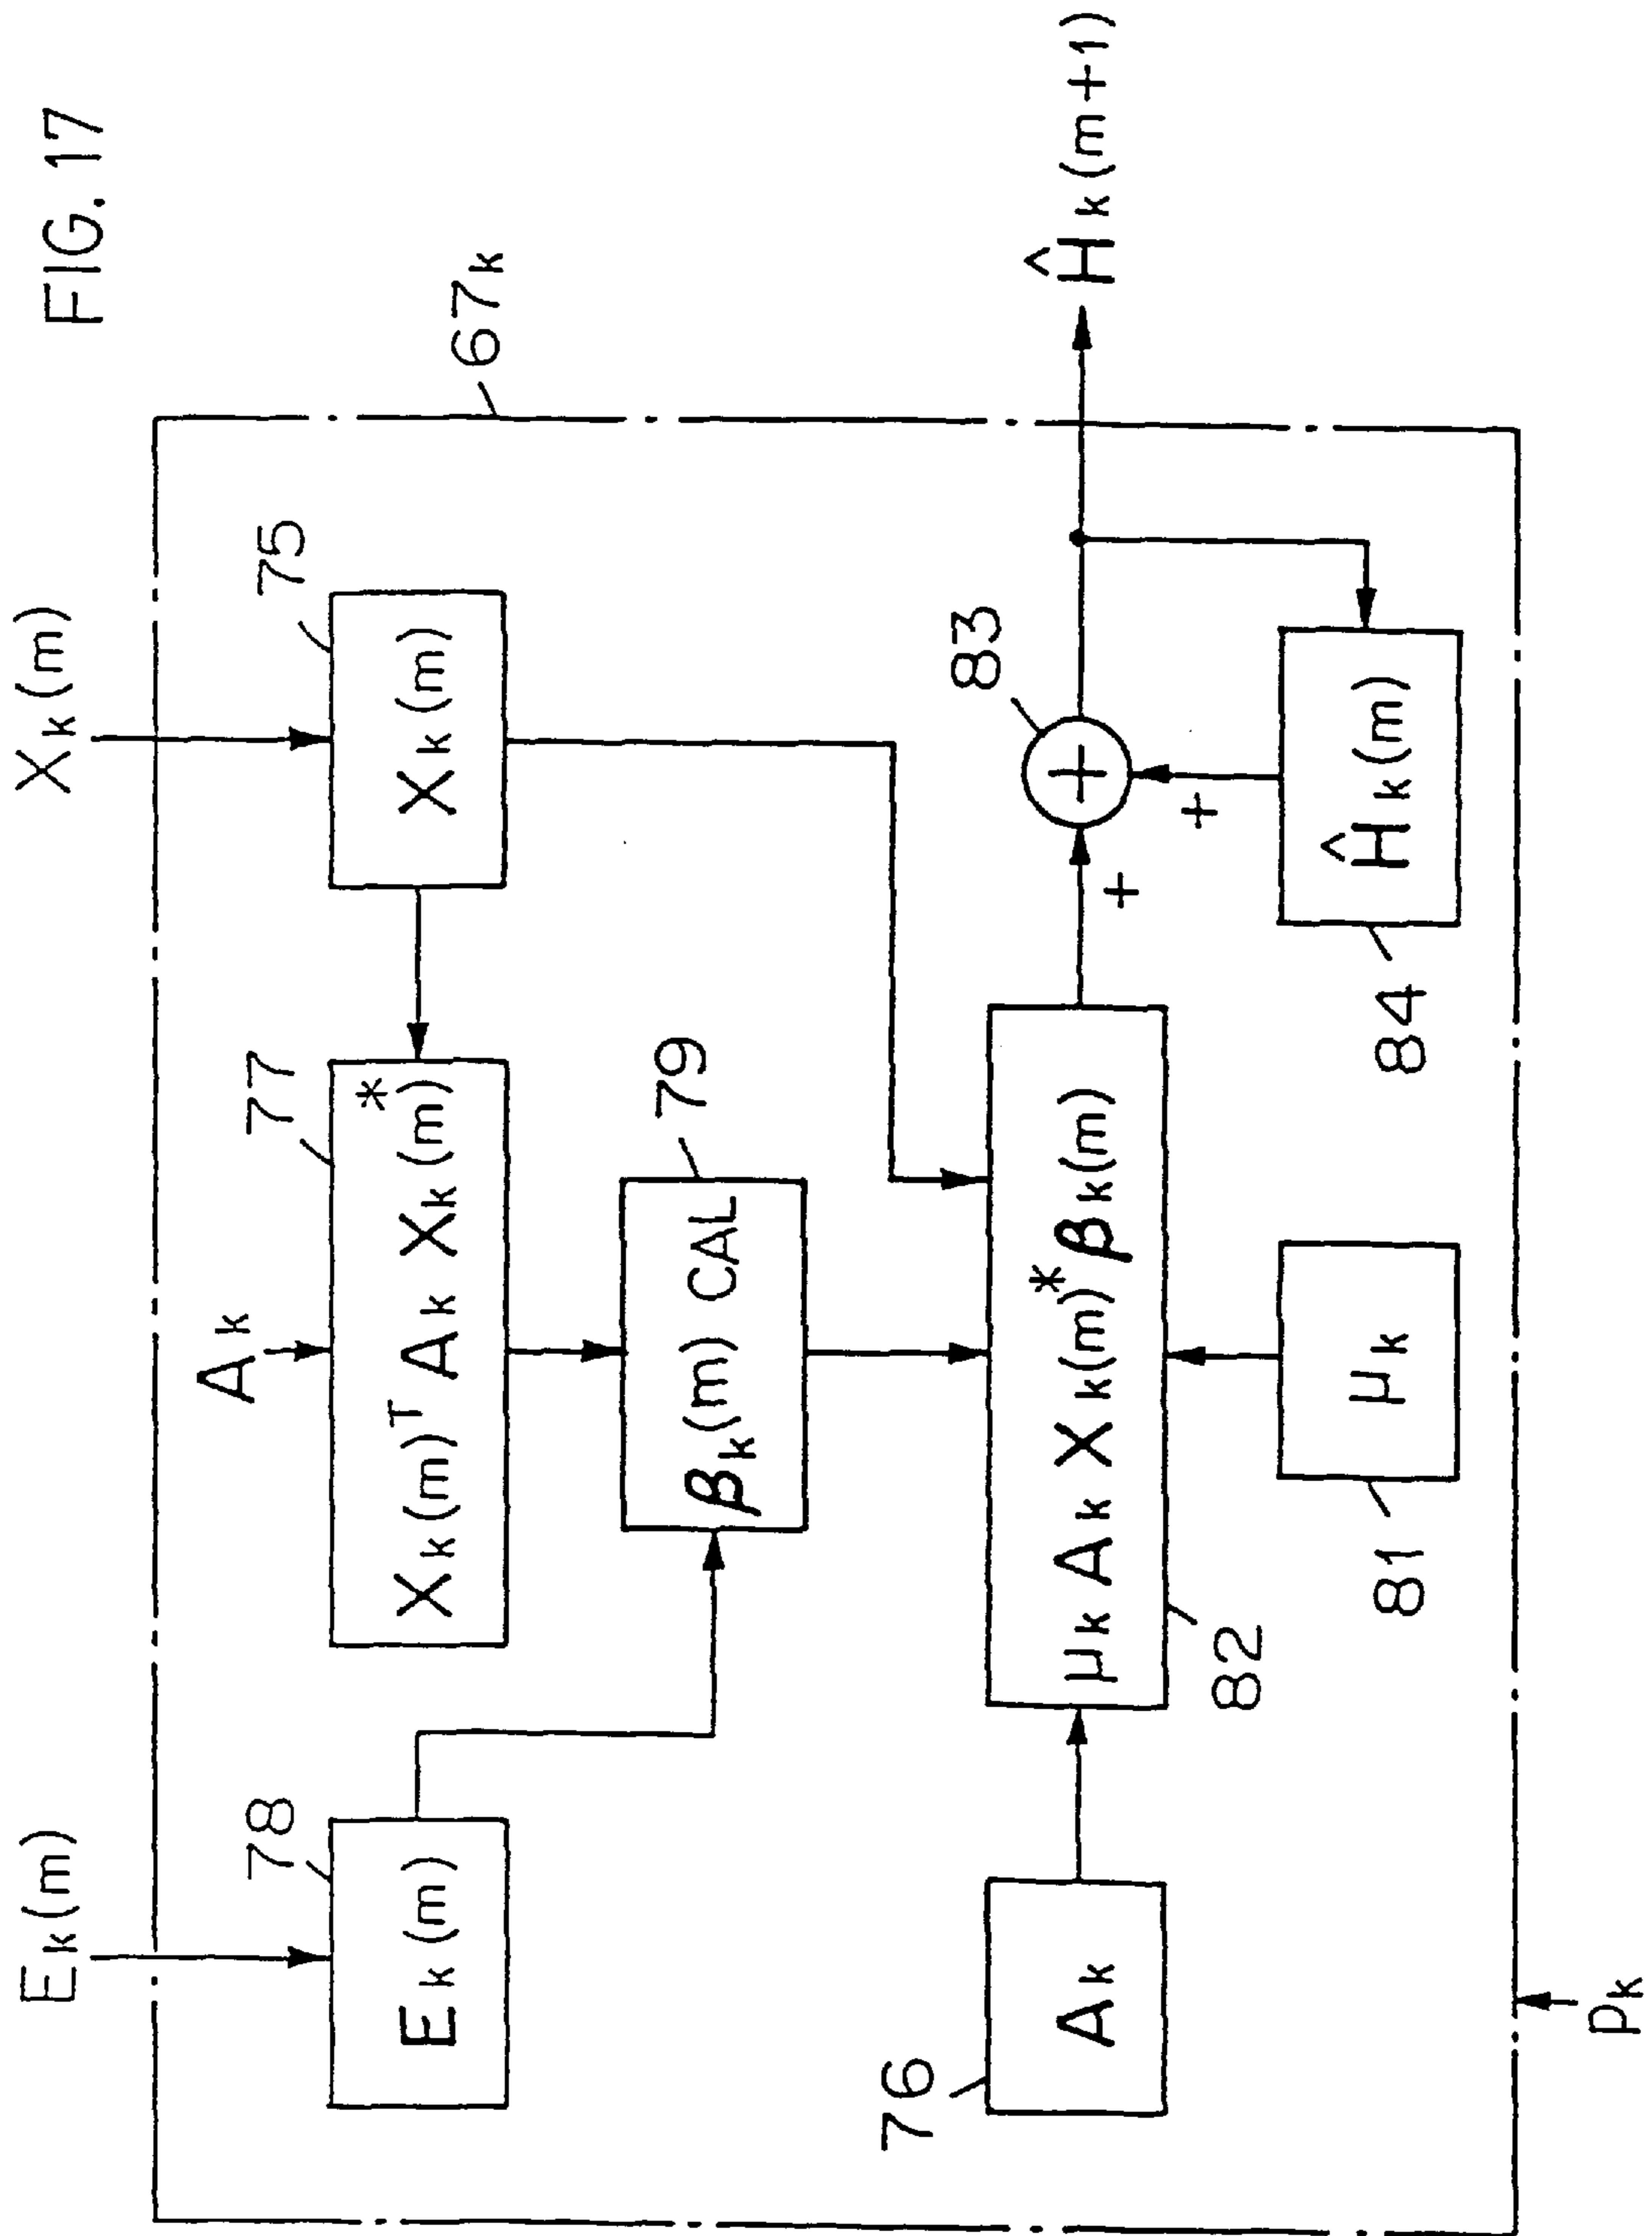 FIG. 17
67k
Ek(m)
Xk(m)
78
Ek(m)
Ak
77
Xk(m)ᵀ Ak Xk(m)*
75
Xk(m)
79
βk(m) CAL
76
Ak
82
μk Ak Xk(m)* βk(m)
81
μk
83
+
+
+
84
Ĥk(m)
Ĥk(m+1)
pk